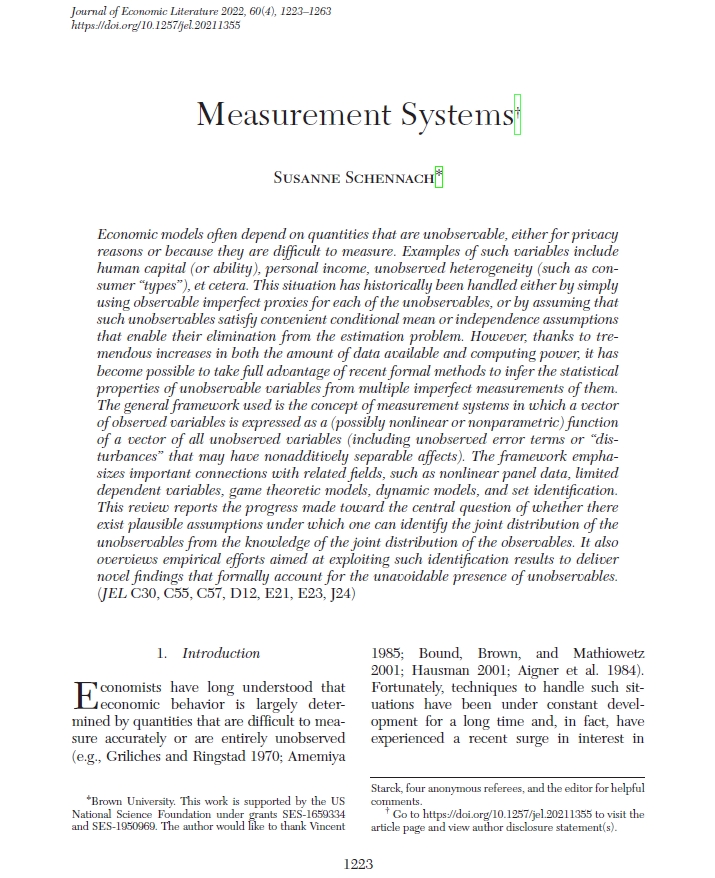 Journal of Economic Literature 2022, 60(4), 1223–1263
https://doi.org/10.1257/jel.20211355
Measurement Systems†
SUSANNE SCHENNACH*
Economic models often depend on quantities that are unobservable, either for privacy
reasons or because they are difficult to measure. Examples of such variables include
human capital (or ability), personal income, unobserved heterogeneity (such as con-
sumer “types”), et cetera. This situation has historically been handled either by simply
using observable imperfect proxies for each of the unobservables, or by assuming that
such unobservables satisfy convenient conditional mean or independence assumptions
that enable their elimination from the estimation problem. However, thanks to tre-
mendous increases in both the amount of data available and computing power, it has
become possible to take full advantage of recent formal methods to infer the statistical
properties of unobservable variables from multiple imperfect measurements of them.
The general framework used is the concept of measurement systems in which a vector
of observed variables is expressed as a (possibly nonlinear or nonparametric) function
of a vector of all unobserved variables (including unobserved error terms or “dis-
turbances” that may have nonadditively separable affects). The framework empha-
sizes important connections with related fields, such as nonlinear panel data, limited
dependent variables, game theoretic models, dynamic models, and set identification.
This review reports the progress made toward the central question of whether there
exist plausible assumptions under which one can identify the joint distribution of the
unobservables from the knowledge of the joint distribution of the observables. It also
overviews empirical efforts aimed at exploiting such identification results to deliver
novel findings that formally account for the unavoidable presence of unobservables.
(JEL C30, C55, C57, D12, E21, E23, J24)
1. Introduction
Economists have long understood that
economic behavior is largely deter-
mined by quantities that are difficult to mea-
sure accurately or are entirely unobserved
(e.g., Griliches and Ringstad 1970; Amemiya
1985; Bound, Brown, and Mathiowetz
2001; Hausman 2001; Aigner et al. 1984).
Fortunately, techniques to handle such sit-
uations have been under constant devel-
opment for a long time and, in fact, have
experienced a recent surge in interest in
*Brown University. This work is supported by the US
National Science Foundation under grants SES-1659334
and SES-1950969. The author would like to thank Vincent
Starck, four anonymous referees, and the editor for helpful
comments.
† Go to https://doi.org/10.1257/jel.20211355 to visit the
article page and view author disclosure statement(s).
1223